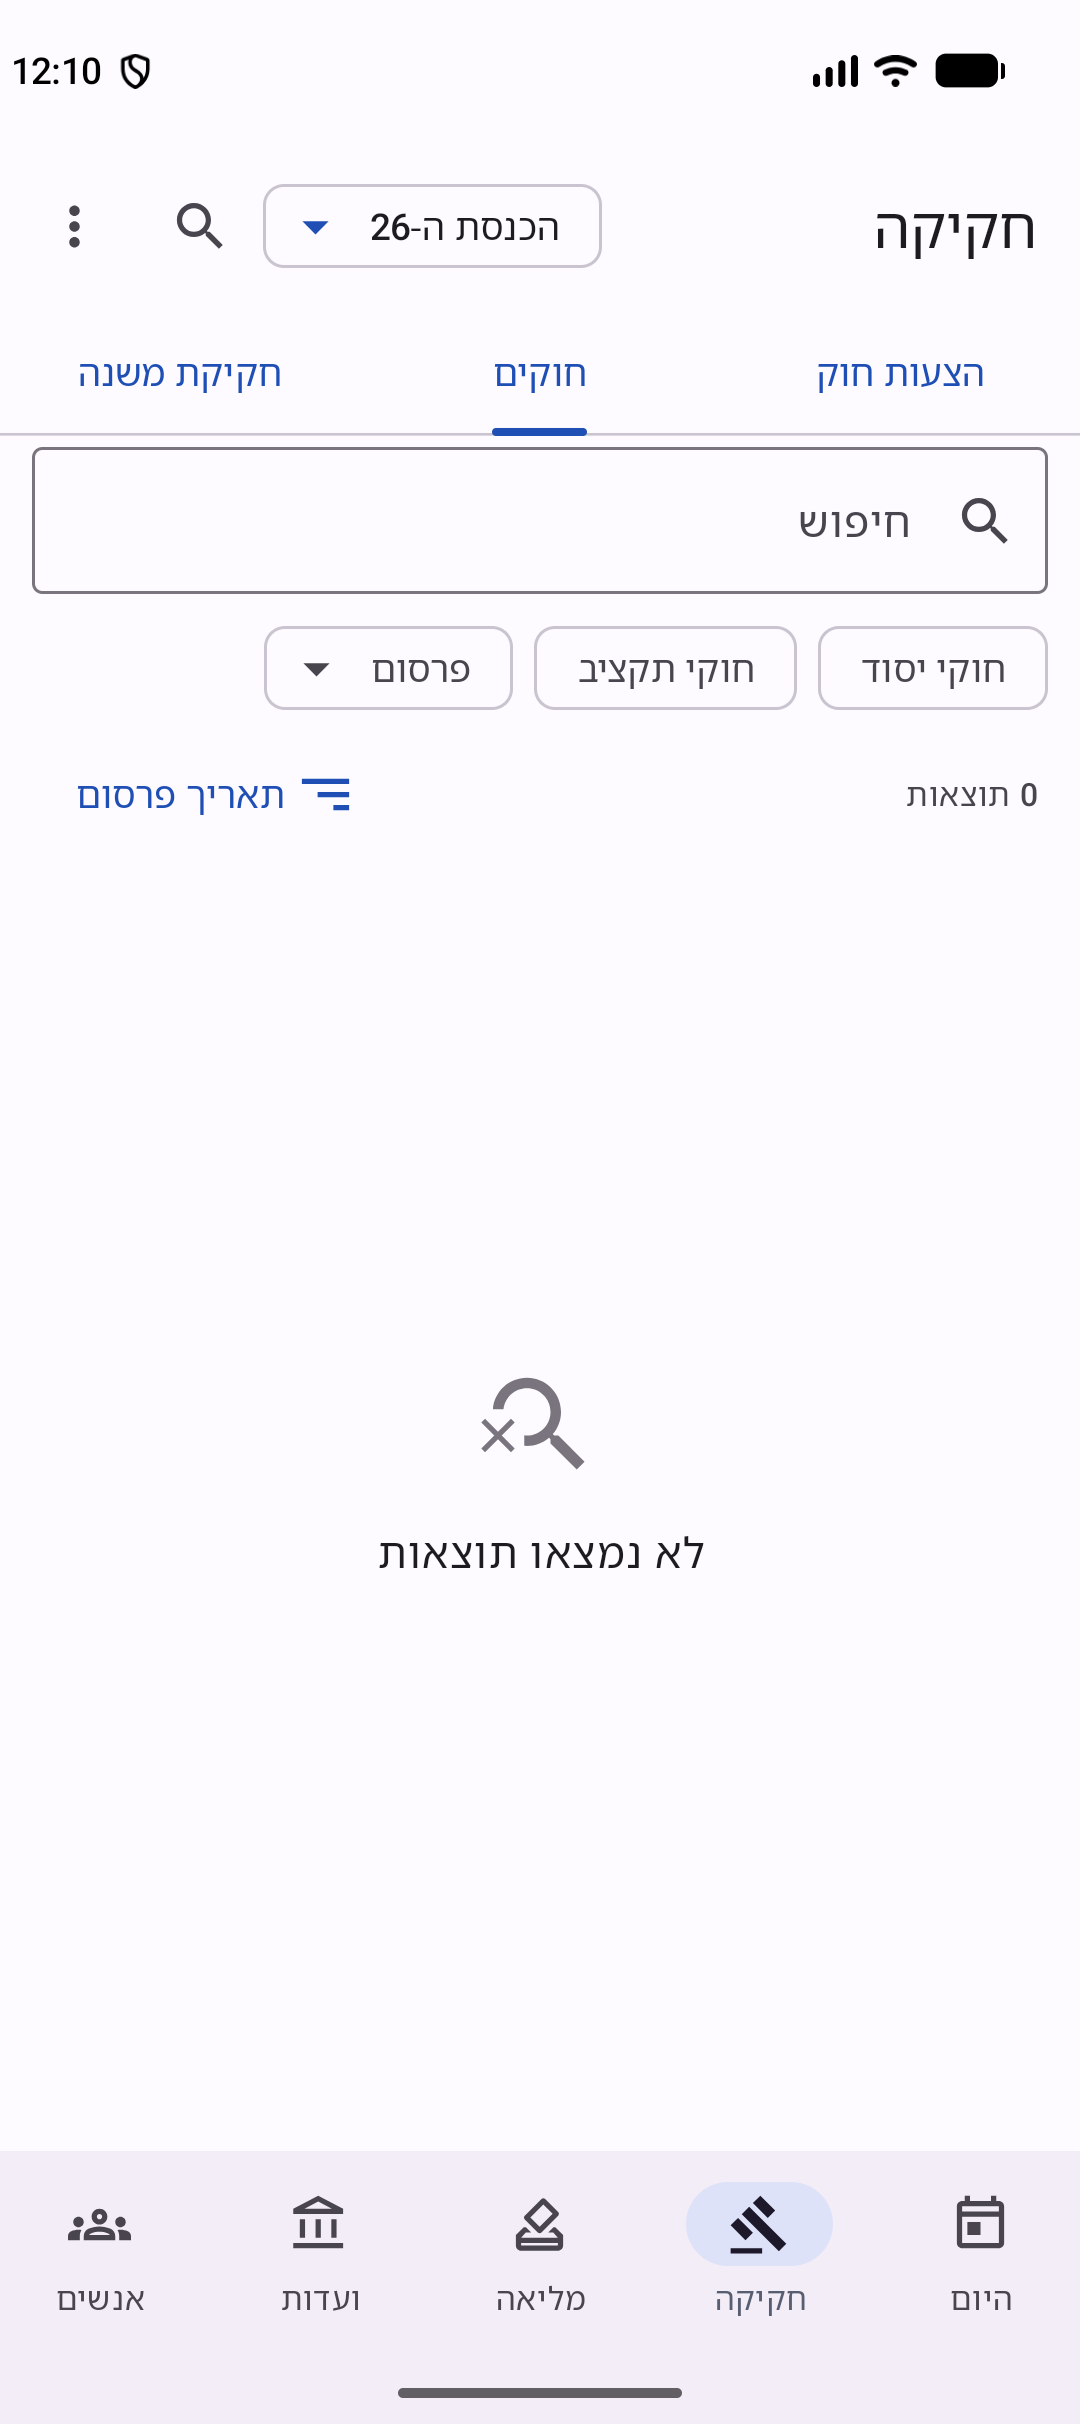 12:10
חקיקה
הכנסת ה-26
הצעות חוק
חוקים
חקיקת משנה
חיפוש
חוקי יסוד
חוקי תקציב
פרסום
0 תוצאות
תאריך פרסום
לא נמצאו תוצאות
היום
חקיקה
מליאה
ועדות
אנשים